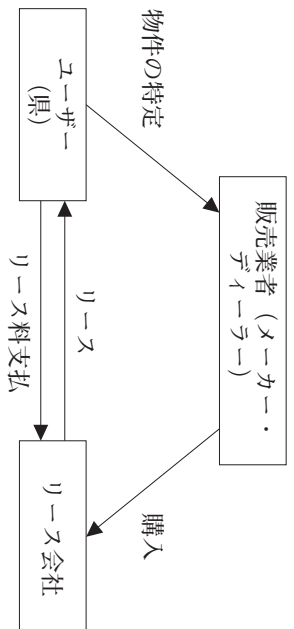 販売業者（メーカー・
ディーラー）
物件の特定
購入
ユーザー
（県）
リース
リース料支払
リース会社